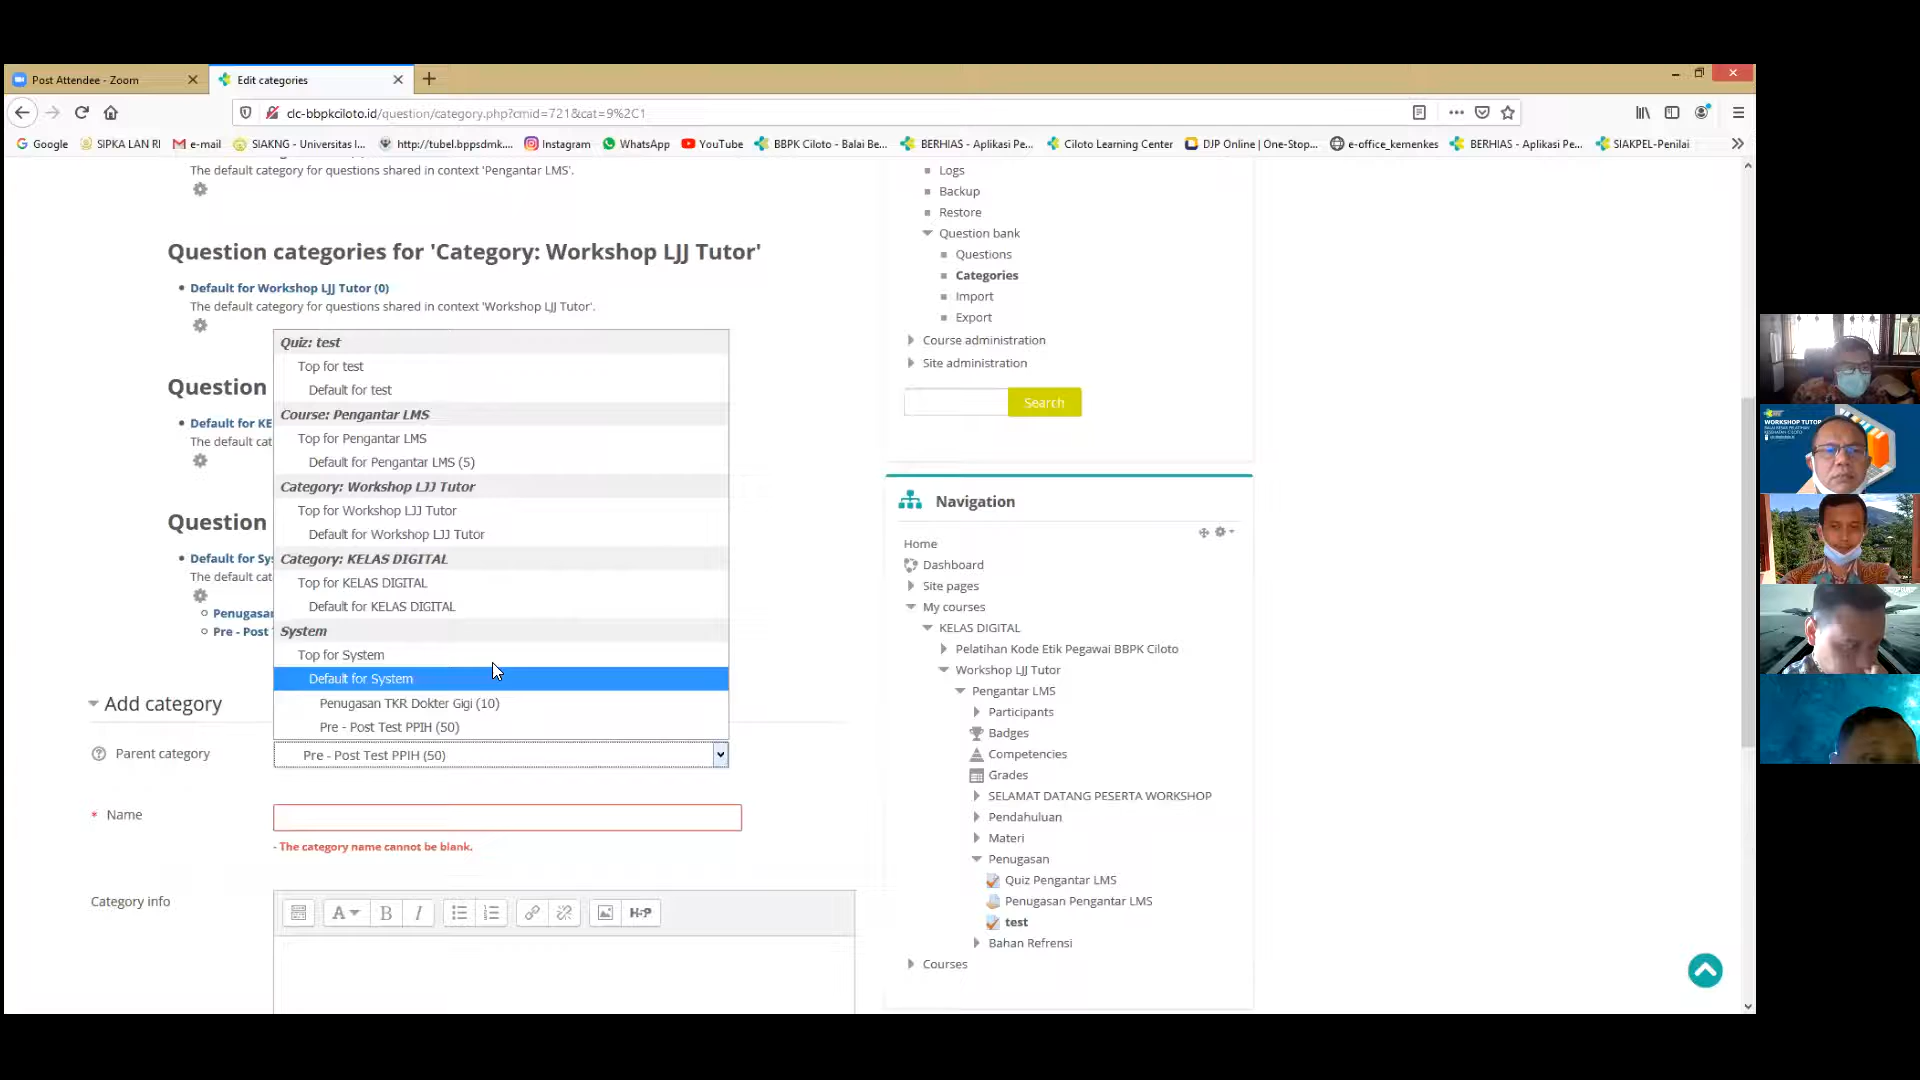 Post Attendee - Zoom
Edit categories
clc-bbpkciloto.id/question/category.php?cmid=721&cat=9%2C1
Google
SIPKA LAN RI
e-mail
SIAKNG - Universitas I...
http://tubel.bppsdmk....
Instagram
WhatsApp
YouTube
BBPK Ciloto - Balai Be...
BERHIAS - Aplikasi Pe...
Ciloto Learning Center
DJP Online | One-Stop...
e-office_kemenkes
BERHIAS - Aplikasi Pe...
SIAKPEL-Penilai
The default category for questions shared in context 'Pengantar LMS'.
Question categories for 'Category: Workshop LJJ Tutor'
Default for Workshop LJJ Tutor (0)
The default category for questions shared in context 'Workshop LJJ Tutor'.
Question
Default for KE
The default cat
Question
Default for Sys
The default cat
Penugasan
Pre - Post
Quiz: test
Top for test
Default for test
Course: Pengantar LMS
Top for Pengantar LMS
Default for Pengantar LMS (5)
Category: Workshop LJJ Tutor
Top for Workshop LJJ Tutor
Default for Workshop LJJ Tutor
Category: KELAS DIGITAL
Top for KELAS DIGITAL
Default for KELAS DIGITAL
System
Top for System
Default for System
Penugasan TKR Dokter Gigi (10)
Pre - Post Test PPIH (50)
Add category
Parent category
Pre - Post Test PPIH (50)
* Name
- The category name cannot be blank.
Category info
A
B
I
H-P
Logs
Backup
Restore
Question bank
Questions
Categories
Import
Export
Course administration
Site administration
Search
Navigation
Home
Dashboard
Site pages
My courses
KELAS DIGITAL
Pelatihan Kode Etik Pegawai BBPK Ciloto
Workshop LJJ Tutor
Pengantar LMS
Participants
Badges
Competencies
Grades
SELAMAT DATANG PESERTA WORKSHOP
Pendahuluan
Materi
Penugasan
Quiz Pengantar LMS
Penugasan Pengantar LMS
test
Bahan Refrensi
Courses
WORKSHOP TUTOR